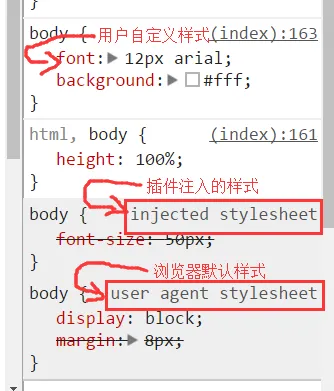 }
body { 用户自定义样式 (index):163
font:▶ 12px arial;
background:▶ #fff;
}
html, body { (index):161
height: 100%;
}
插件注入的样式
body { injected stylesheet
font-size: 50px;
}
浏览器默认样式
body { user agent stylesheet
display: block;
margin:▶ 8px;
}